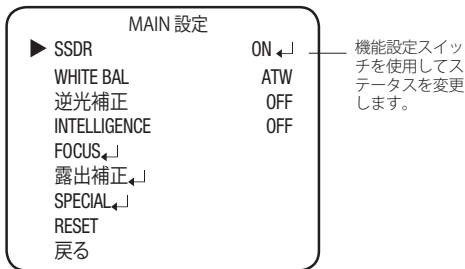 MAIN 設定
▶ SSDR ON ↵
WHITE BAL ATW
逆光補正 OFF
INTELLIGENCE OFF
FOCUS↵
露出補正↵
SPECIAL↵
RESET
戻る
機能設定スイッ
チを使用してス
テータスを変更
します。